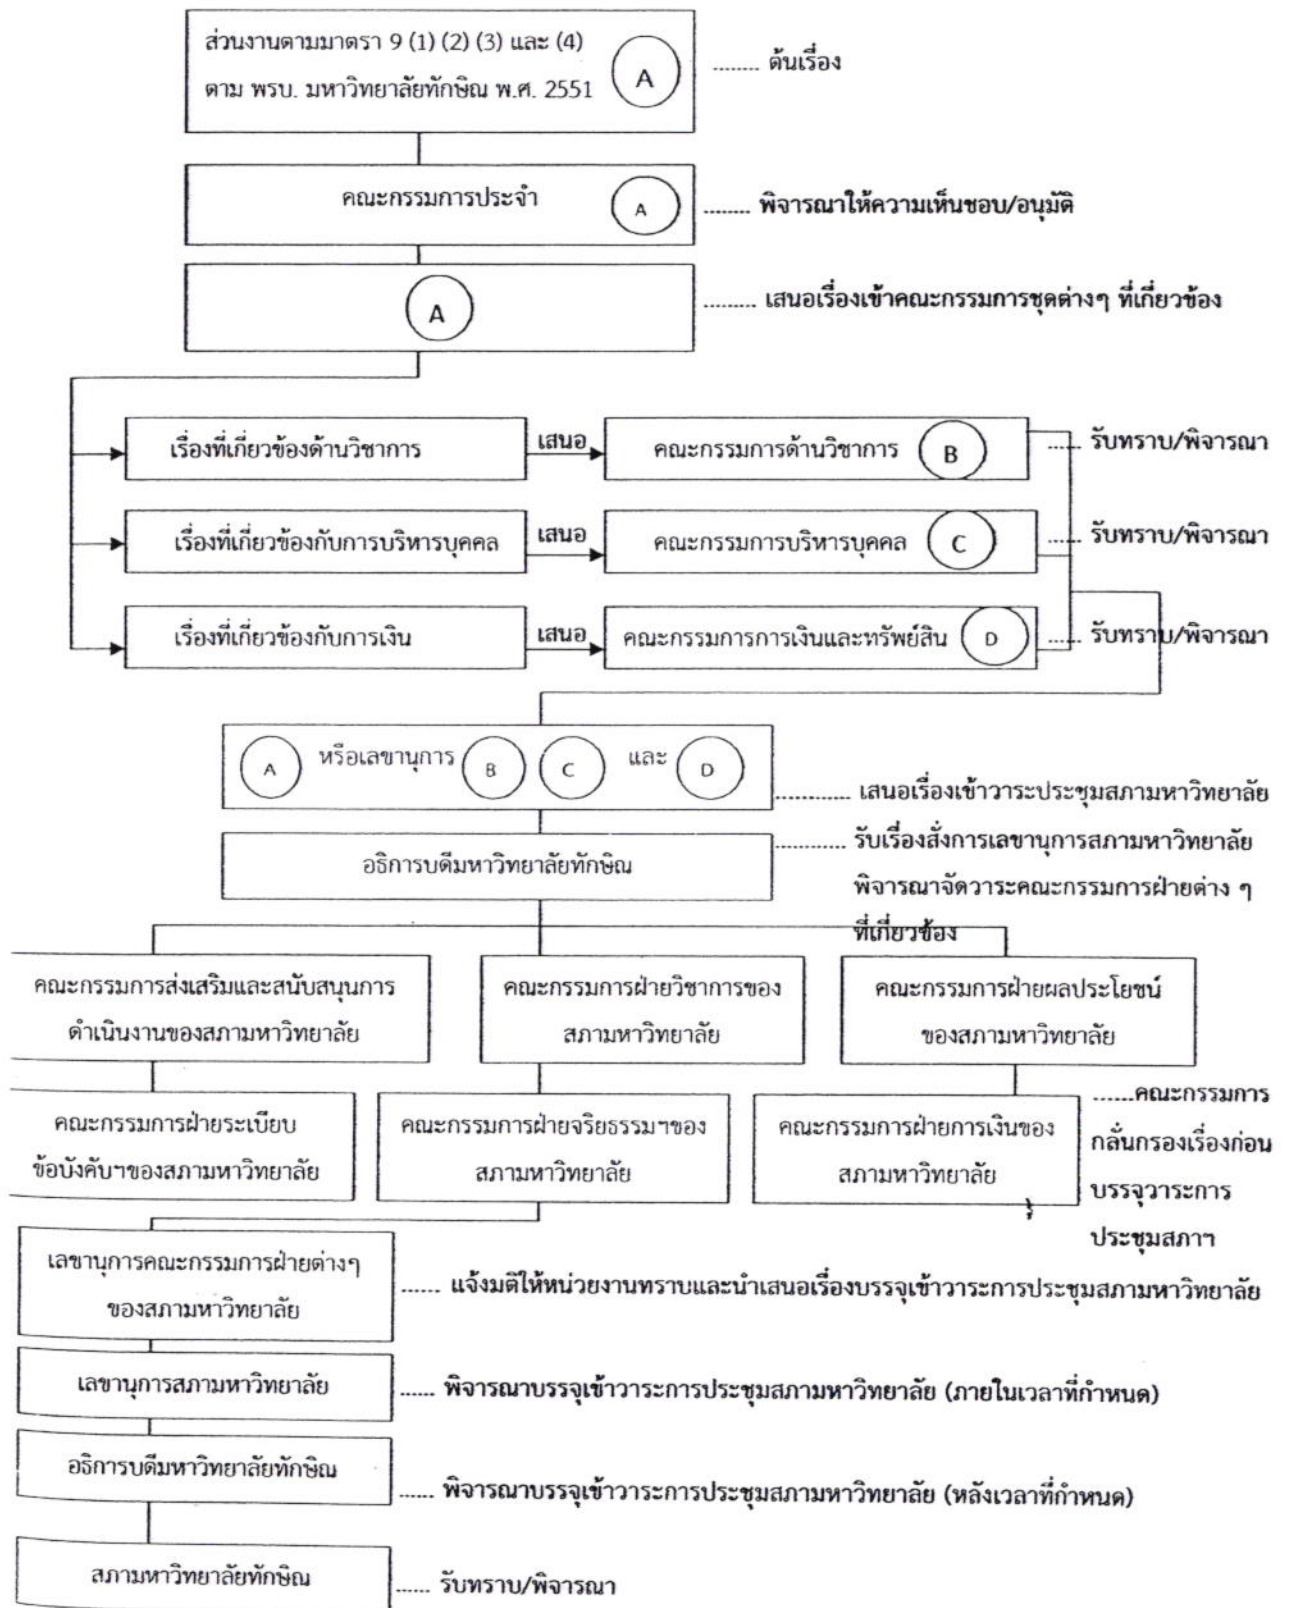 ส่วนงานตามมาตรา 9 (1) (2) (3) และ (4)
ตาม พรบ. มหาวิทยาลัยทักษิณ พ.ศ. 2551
A
........ ต้นเรื่อง
คณะกรรมการประจำ A
........ พิจารณาให้ความเห็นชอบ/อนุมัติ
A
......... เสนอเรื่องเข้าคณะกรรมการชุดต่างๆ ที่เกี่ยวข้อง
เรื่องที่เกี่ยวข้องด้านวิชาการ เสนอ คณะกรรมการด้านวิชาการ B ...... รับทราบ/พิจารณา
เรื่องที่เกี่ยวข้องกับการบริหารบุคคล เสนอ คณะกรรมการบริหารบุคคล C ...... รับทราบ/พิจารณา
เรื่องที่เกี่ยวข้องกับการเงิน เสนอ คณะกรรมการการเงินและทรัพย์สิน D ...... รับทราบ/พิจารณา
A หรือเลขานุการ B C และ D
............. เสนอเรื่องเข้าวาระประชุมสภามหาวิทยาลัย
อธิการบดีมหาวิทยาลัยทักษิณ
............ รับเรื่องสั่งการเลขานุการสภามหาวิทยาลัย
พิจารณาจัดวาระคณะกรรมการฝ่ายต่าง ๆ
ที่เกี่ยวข้อง
คณะกรรมการส่งเสริมและสนับสนุนการ
ดำเนินงานของสภามหาวิทยาลัย
คณะกรรมการฝ่ายวิชาการของ
สภามหาวิทยาลัย
คณะกรรมการฝ่ายผลประโยชน์
ของสภามหาวิทยาลัย
คณะกรรมการฝ่ายระเบียบ
ข้อบังคับฯของสภามหาวิทยาลัย
คณะกรรมการฝ่ายจริยธรรมฯของ
สภามหาวิทยาลัย
คณะกรรมการฝ่ายการเงินของ
สภามหาวิทยาลัย
......คณะกรรมการ
กลั่นกรองเรื่องก่อน
บรรจุวาระการ
ประชุมสภาฯ
เลขานุการคณะกรรมการฝ่ายต่างๆ
ของสภามหาวิทยาลัย
...... แจ้งมติให้หน่วยงานทราบและนำเสนอเรื่องบรรจุเข้าวาระการประชุมสภามหาวิทยาลัย
เลขานุการสภามหาวิทยาลัย
...... พิจารณาบรรจุเข้าวาระการประชุมสภามหาวิทยาลัย (ภายในเวลาที่กำหนด)
อธิการบดีมหาวิทยาลัยทักษิณ
...... พิจารณาบรรจุเข้าวาระการประชุมสภามหาวิทยาลัย (หลังเวลาที่กำหนด)
สภามหาวิทยาลัยทักษิณ
...... รับทราบ/พิจารณา